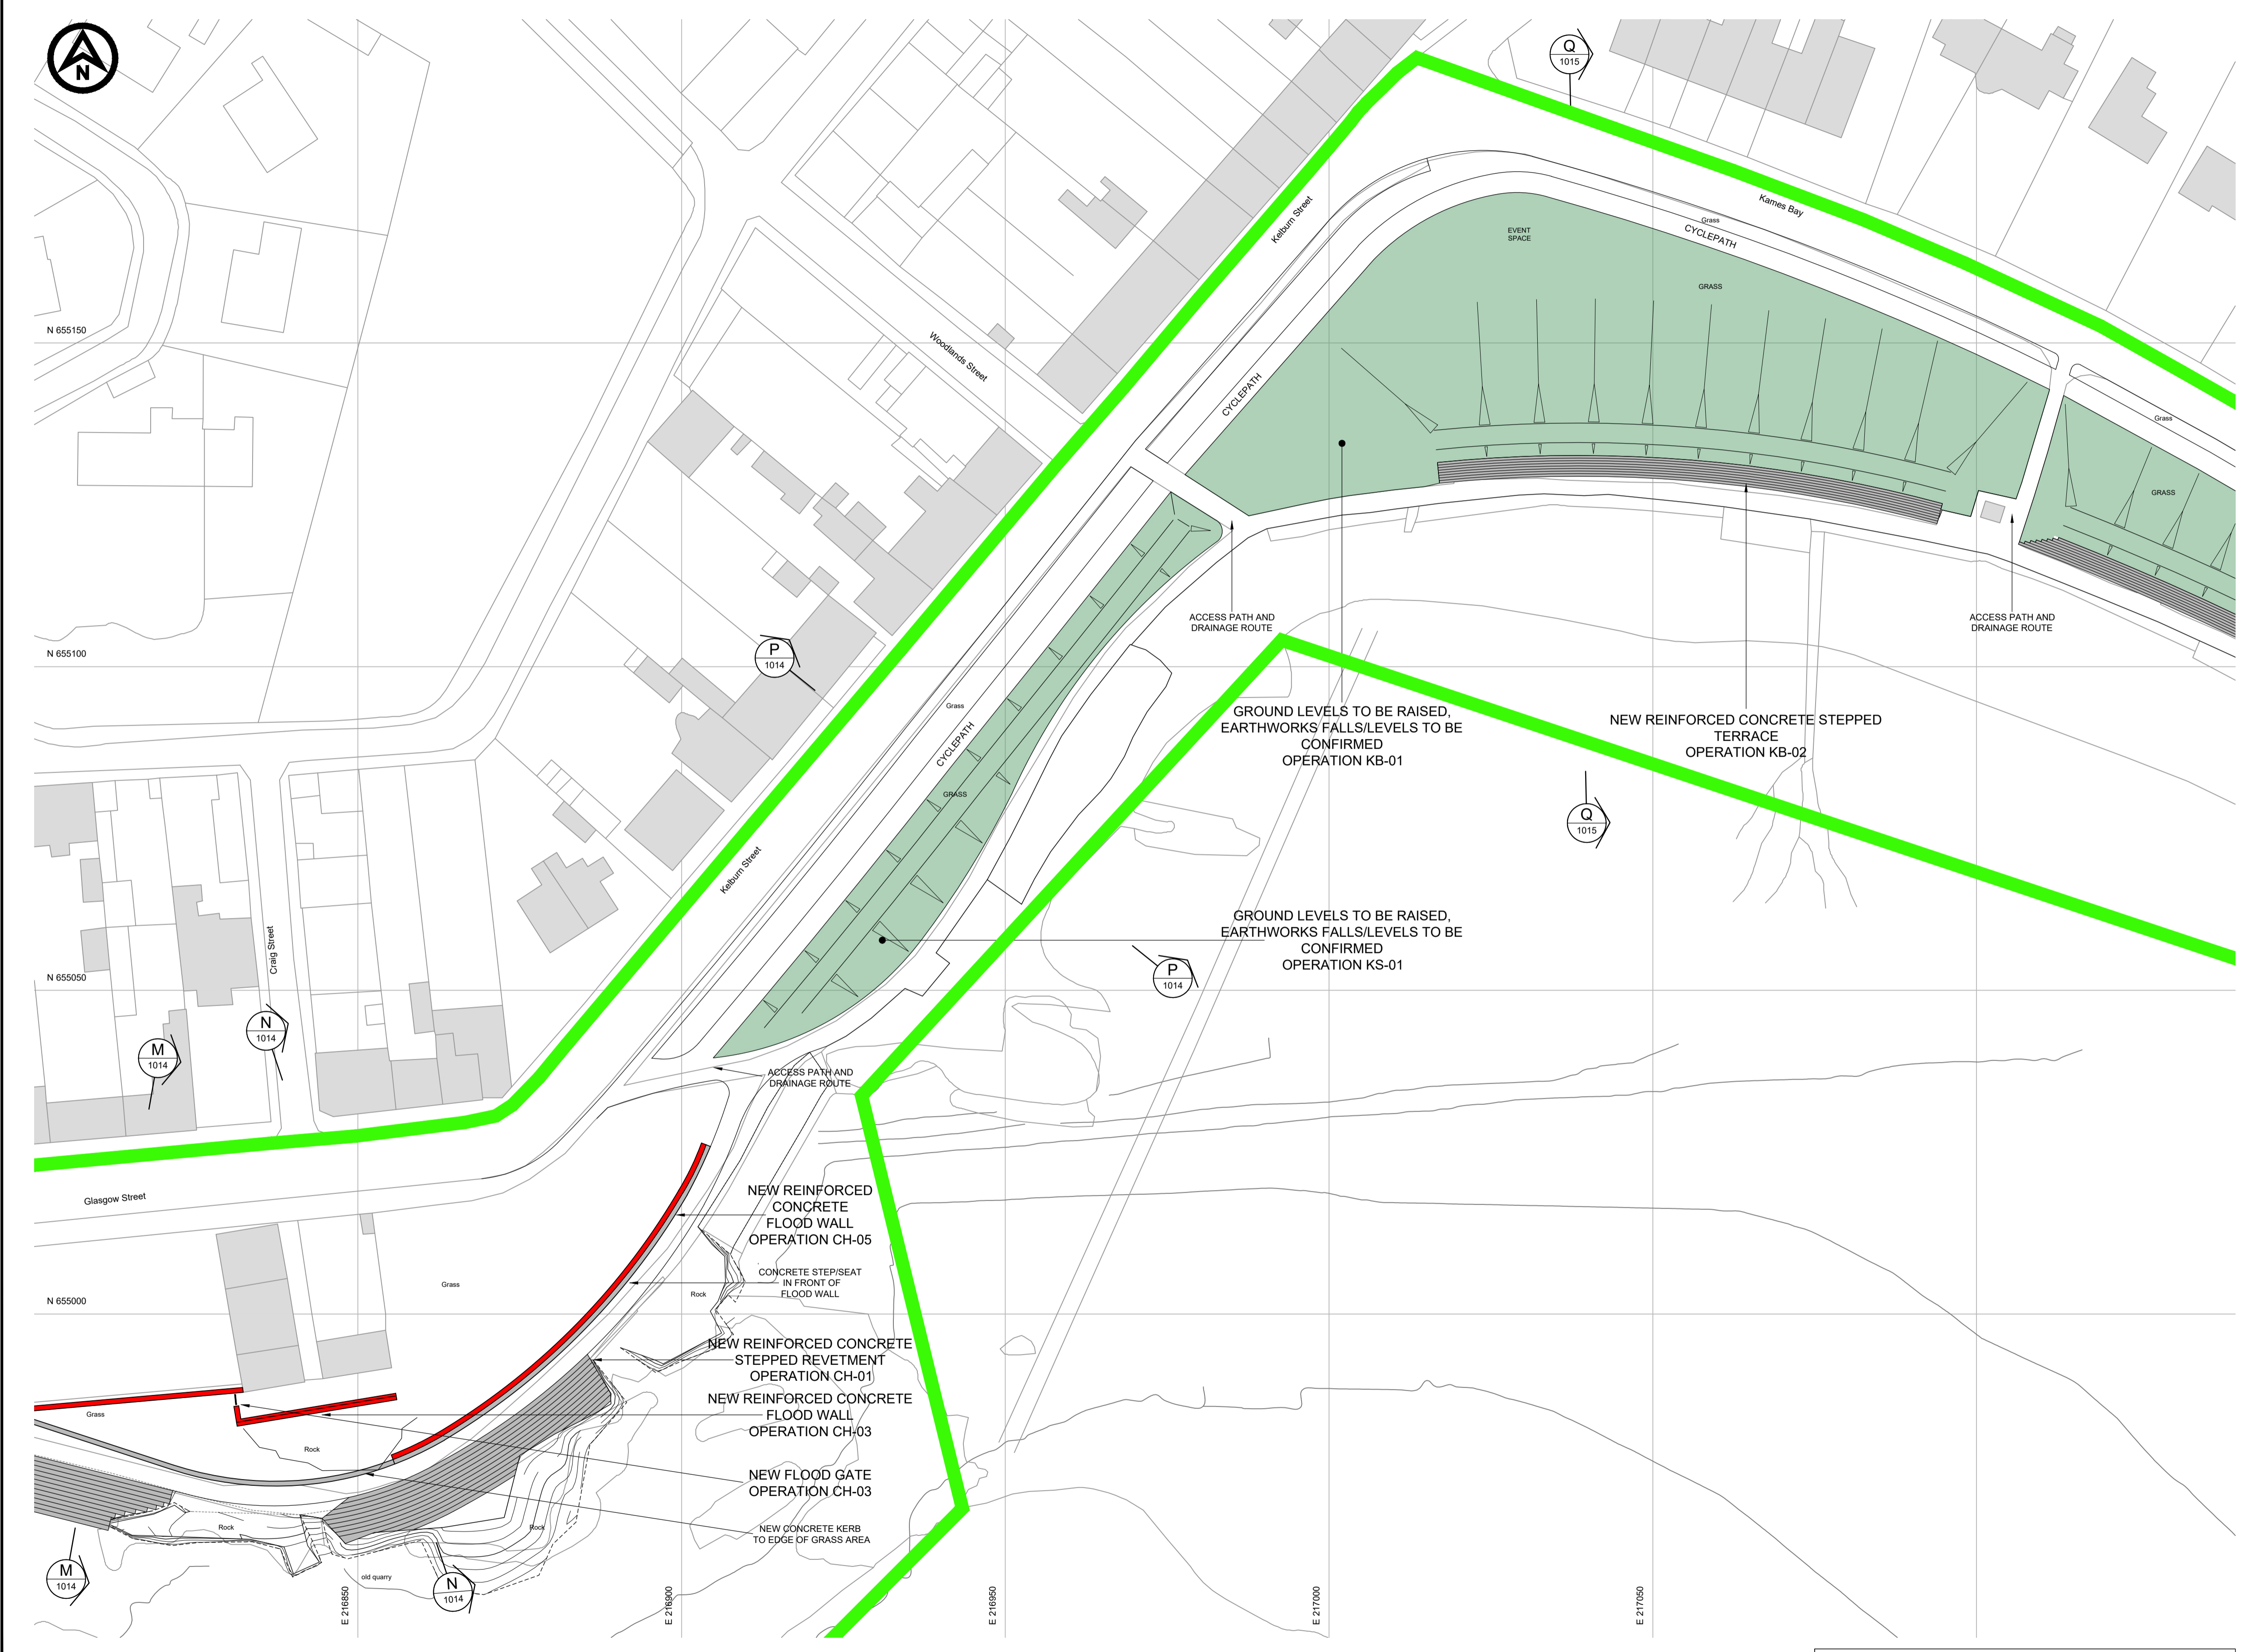 N
Q
1015
Kames Bay
Grass
CYCLEPATH
Kelburn Street
EVENT
SPACE
GRASS
N 655150
Woodlands Street
CYCLEPATH
Grass
GRASS
ACCESS PATH AND
DRAINAGE ROUTE
ACCESS PATH AND
DRAINAGE ROUTE
N 655100
P
1014
Grass
CYCLEPATH
GROUND LEVELS TO BE RAISED,
EARTHWORKS FALLS/LEVELS TO BE
CONFIRMED
OPERATION KB-01
NEW REINFORCED CONCRETE STEPPED
TERRACE
OPERATION KB-02
GRASS
Q
1015
Kelburn Street
GROUND LEVELS TO BE RAISED,
EARTHWORKS FALLS/LEVELS TO BE
CONFIRMED
OPERATION KS-01
Craig Street
N 655050
P
1014
N
1014
M
1014
ACCESS PATH AND
DRAINAGE ROUTE
Glasgow Street
NEW REINFORCED
CONCRETE
FLOOD WALL
OPERATION CH-05
CONCRETE STEP/SEAT
IN FRONT OF
FLOOD WALL
Grass
Rock
N 655000
NEW REINFORCED CONCRETE
STEPPED REVETMENT
OPERATION CH-01
NEW REINFORCED CONCRETE
FLOOD WALL
OPERATION CH-03
Grass
Rock
NEW FLOOD GATE
OPERATION CH-03
NEW CONCRETE KERB
TO EDGE OF GRASS AREA
Rock
Rock
old quarry
M
1014
N
1014
E 216850
E 216900
E 216950
E 217000
E 217050